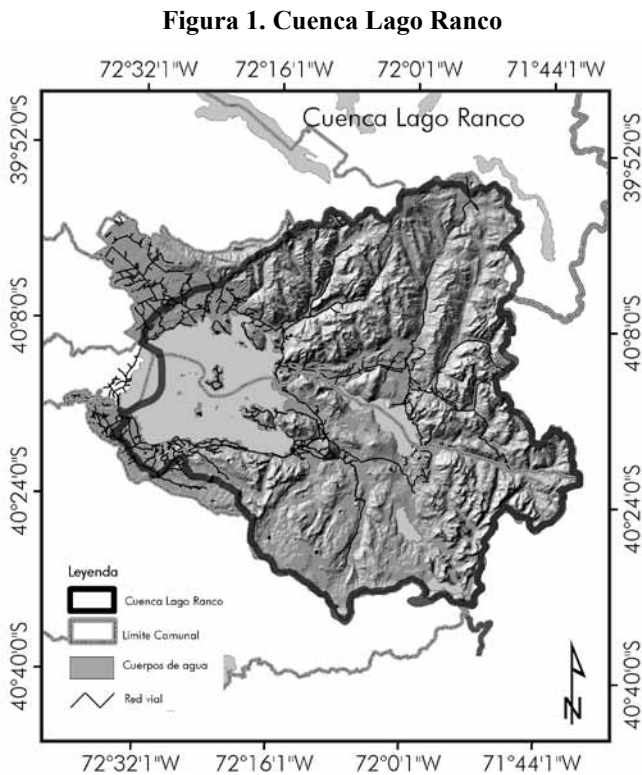 Figura 1. Cuenca Lago Ranco
72°32'1"W 72°16'1"W 72°0'1"W 71°44'1"W
Cuenca Lago Ranco
39°52'0"S 39°52'0"S
40°8'0"S 40°8'0"S
40°24'0"S 40°24'0"S
40°40'0"S 40°40'0"S
Leyenda
Cuenca Lago Ranco
Límite Comunal
Cuerpos de agua
Red vial
N
72°32'1"W 72°16'1"W 72°0'1"W 71°44'1"W